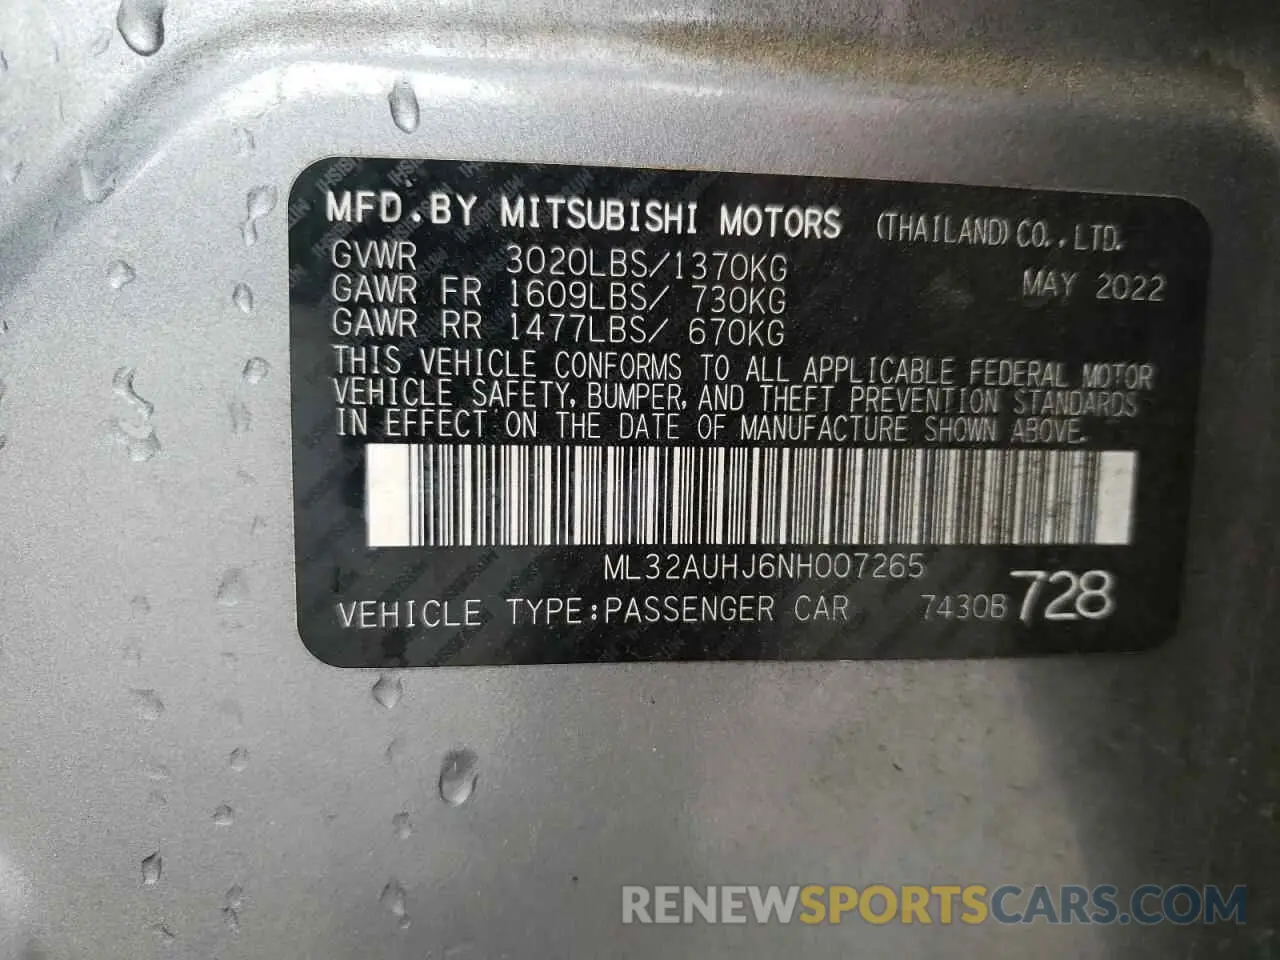 MFD.BY MITSUBISHI MOTORS (THAILAND) CO., LTD.
GVWR 3020LBS/1370KG MAY 2022
GAWR FR 1609LBS/ 730KG
GAWR RR 1477LBS/ 670KG
THIS VEHICLE CONFORMS TO ALL APPLICABLE FEDERAL MOTOR
VEHICLE SAFETY, BUMPER, AND THEFT PREVENTION STANDARDS
IN EFFECT ON THE DATE OF MANUFACTURE SHOWN ABOVE.
ML32AUHJ6NH007265
VEHICLE TYPE:PASSENGER CAR 7430B 728
RENEWSPORTSCARS.COM